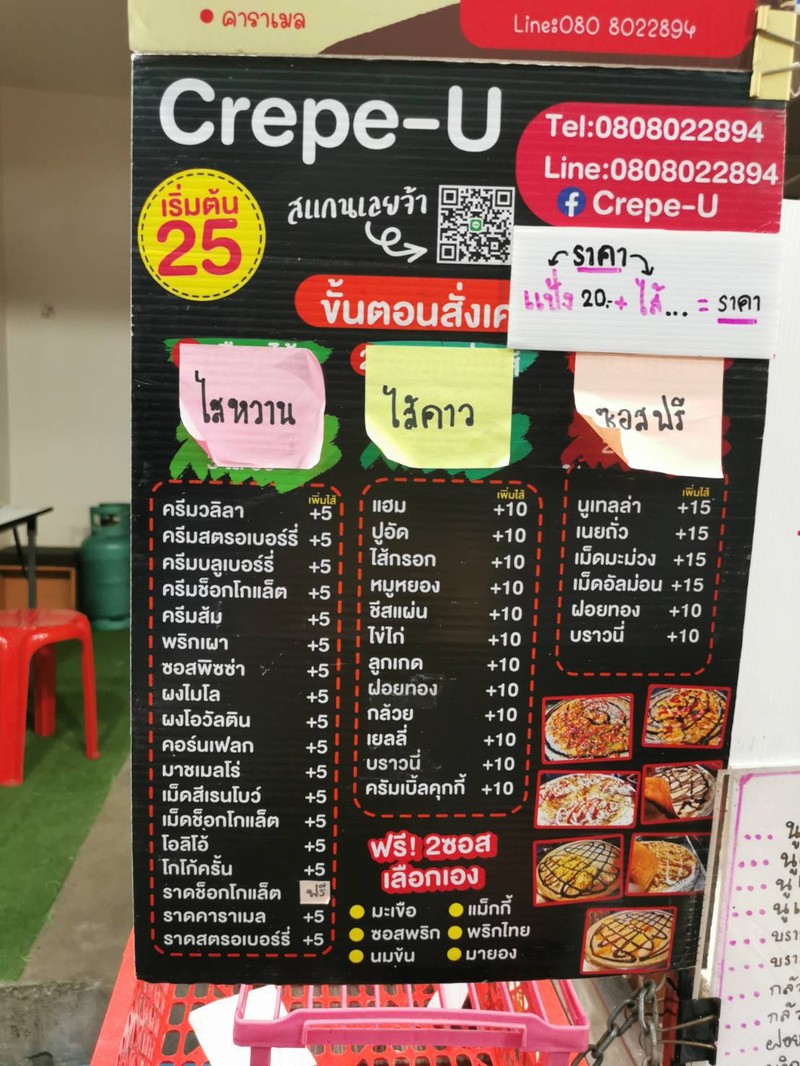 • คาราเมล
Line:080 8022894
Crepe-U
Tel:0808022894
Line:0808022894
Crepe-U
เริ่มต้น
25
สแกนเลยจ้า
ราคา
แป้ง 20.- + ไส้... = ราคา
ขั้นตอนสั่งเค
ไสหวาน
ไส้คาว
ซอสฟรี
เพิ่มไส้
ครีมวลิลา +5
ครีมสตรอเบอร์รี่ +5
ครีมบลูเบอร์รี่ +5
ครีมช็อกโกแล็ต +5
ครีมส้ม +5
พริกเผา +5
ซอสพิซซ่า +5
ผงไมโล +5
ผงโอวัลติน +5
คอร์นเฟลก +5
มาชเมลโร่ +5
เม็ดสีเรนโบว์ +5
เม็ดช็อกโกแล็ต +5
โอลิโอ้ +5
โกโก้ครั้น +5
ราดช็อกโกแล็ต ฟรี
ราดคาราเมล +5
ราดสตรอเบอร์รี่ +5
เพิ่มไส้
แฮม +10
ปูอัด +10
ไส้กรอก +10
หมูหยอง +10
ชีสแผ่น +10
ไข่ไก่ +10
ลูกเกด +10
ฝอยทอง +10
กล้วย +10
เยลลี่ +10
บราวนี่ +10
ครัมเบิ้ลคุกกี้ +10
เพิ่มไส้
นูเทลล่า +15
เนยถั่ว +15
เม็ดมะม่วง +15
เม็ดอัลม่อน +15
ฝอยทอง +10
บราวนี่ +10
ฟรี! 2ซอส
เลือกเอง
มะเขือ แม็กกี้
ซอสพริก พริกไทย
นมข้น มายอง